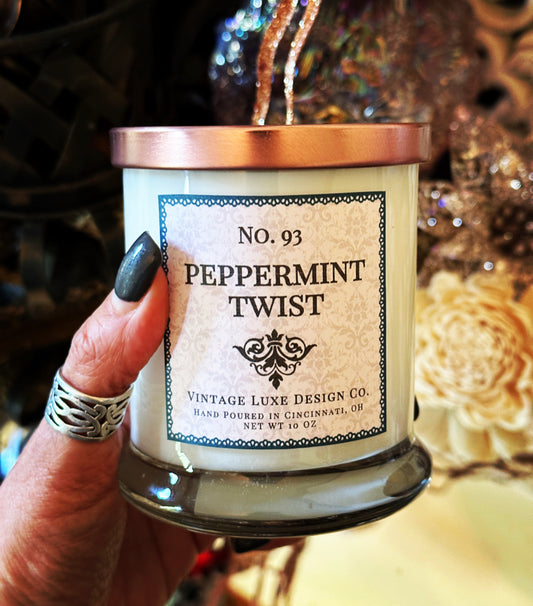 No. 93
PEPPERMINT
TWIST
Vintage Luxe Design Co.
Hand Poured in Cincinnati, OH
NET WT 10 OZ